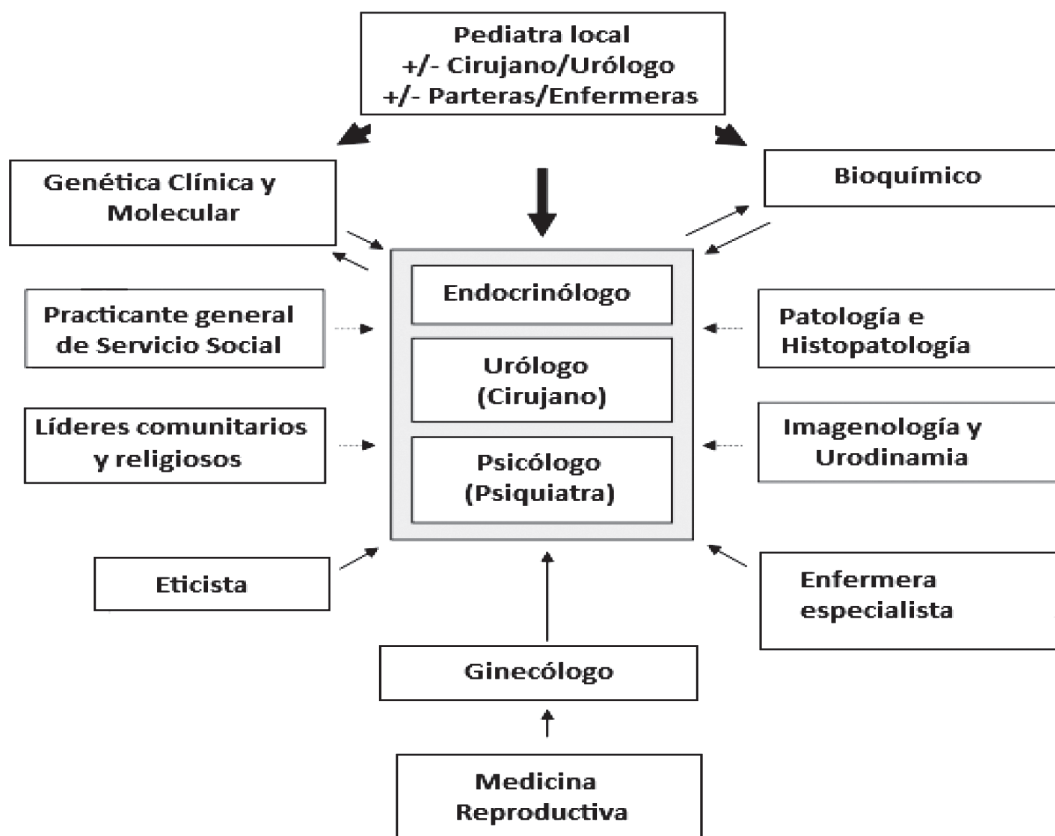 Pediatra local
+/- Cirujano/Urólogo
+/- Parteras/Enfermeras
Genética Clínica y
Molecular
Bioquímico
Endocrinólogo
Practicante general
de Servicio Social
Patología e
Histopatología
Urólogo
(Cirujano)
Líderes comunitarios
y religiosos
Imagenología y
Urodinamia
Psicólogo
(Psiquiatra)
Eticista
Enfermera
especialista
Ginecólogo
Medicina
Reproductiva